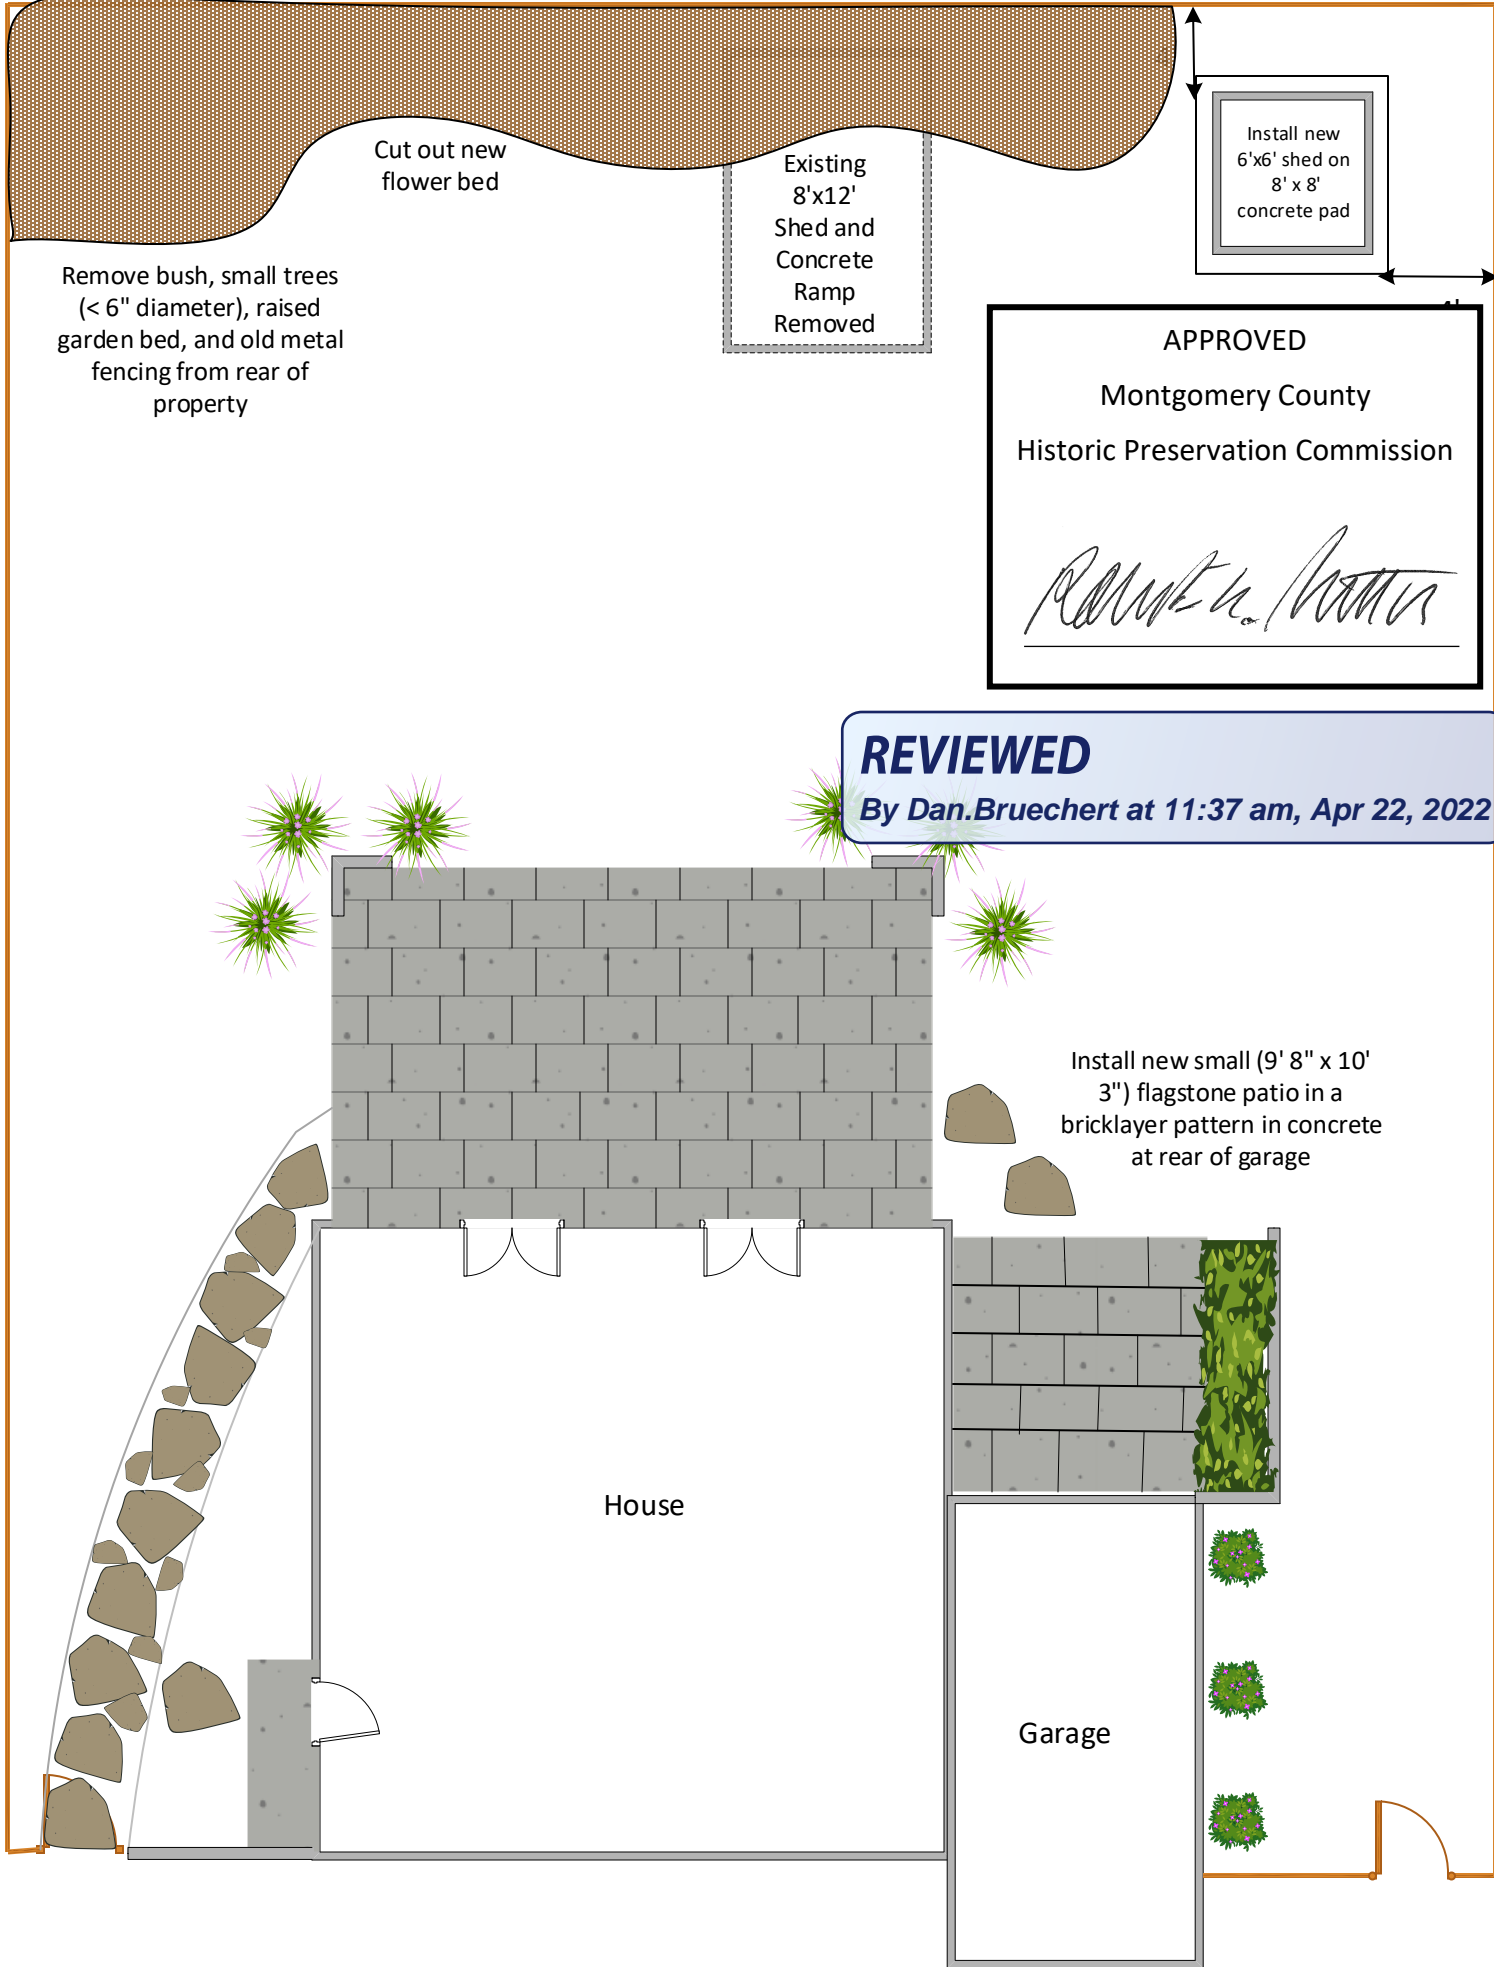 Cut out new
flower bed
Existing
8'x12'
Shed and
Concrete
Ramp
Removed
Install new
6'x6' shed on
8' x 8'
concrete pad
Remove bush, small trees
(< 6" diameter), raised
garden bed, and old metal
fencing from rear of
property
APPROVED
Montgomery County
Historic Preservation Commission
REVIEWED
By Dan.Bruechert at 11:37 am, Apr 22, 2022
Install new small (9' 8" x 10'
3") flagstone patio in a
bricklayer pattern in concrete
at rear of garage
House
Garage